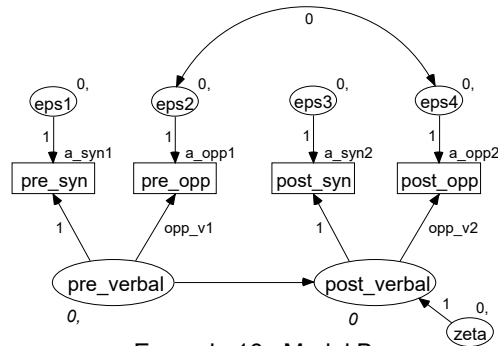 0
0, 0, 0, 0,
eps1 eps2 eps3 eps4
1 1 1 1
a_syn1 a_opp1 a_syn2 a_opp2
pre_syn pre_opp post_syn post_opp
1 opp_v1 1 opp_v2
pre_verbal post_verbal
0, 0 1 0,
zeta